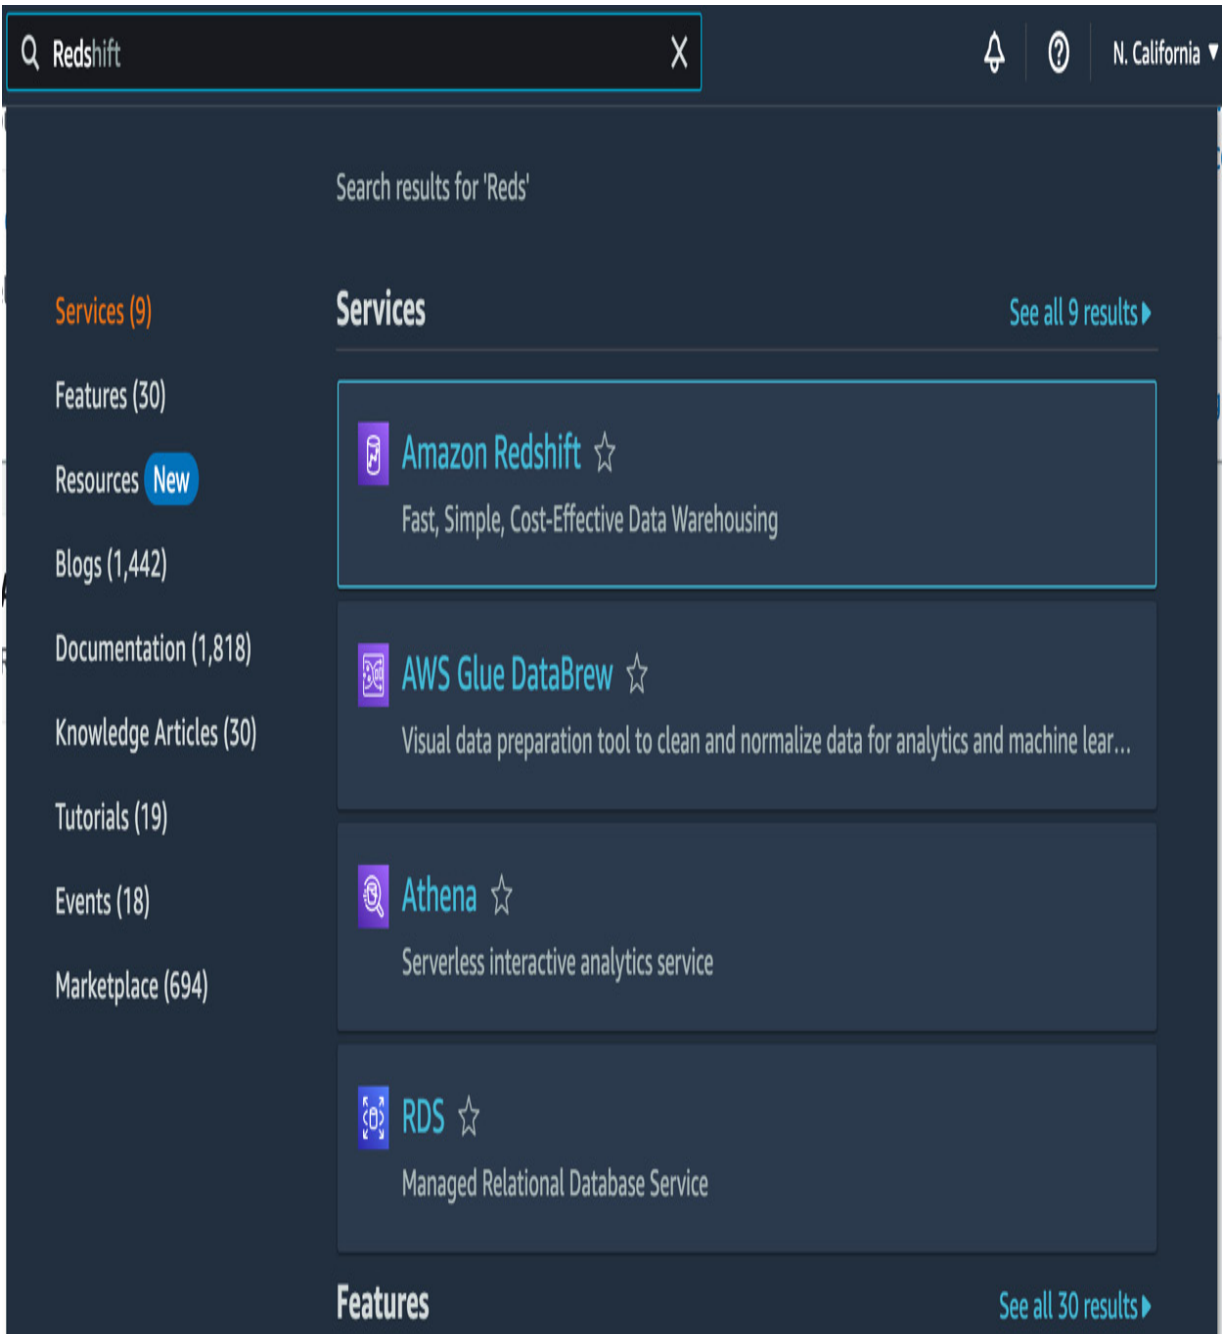 Redshift
N. California
Search results for 'Reds'
Services (9)
Features (30)
Resources New
Blogs (1,442)
Documentation (1,818)
Knowledge Articles (30)
Tutorials (19)
Events (18)
Marketplace (694)
Services
See all 9 results
Amazon Redshift
Fast, Simple, Cost-Effective Data Warehousing
AWS Glue DataBrew
Visual data preparation tool to clean and normalize data for analytics and machine lear...
Athena
Serverless interactive analytics service
RDS
Managed Relational Database Service
Features
See all 30 results